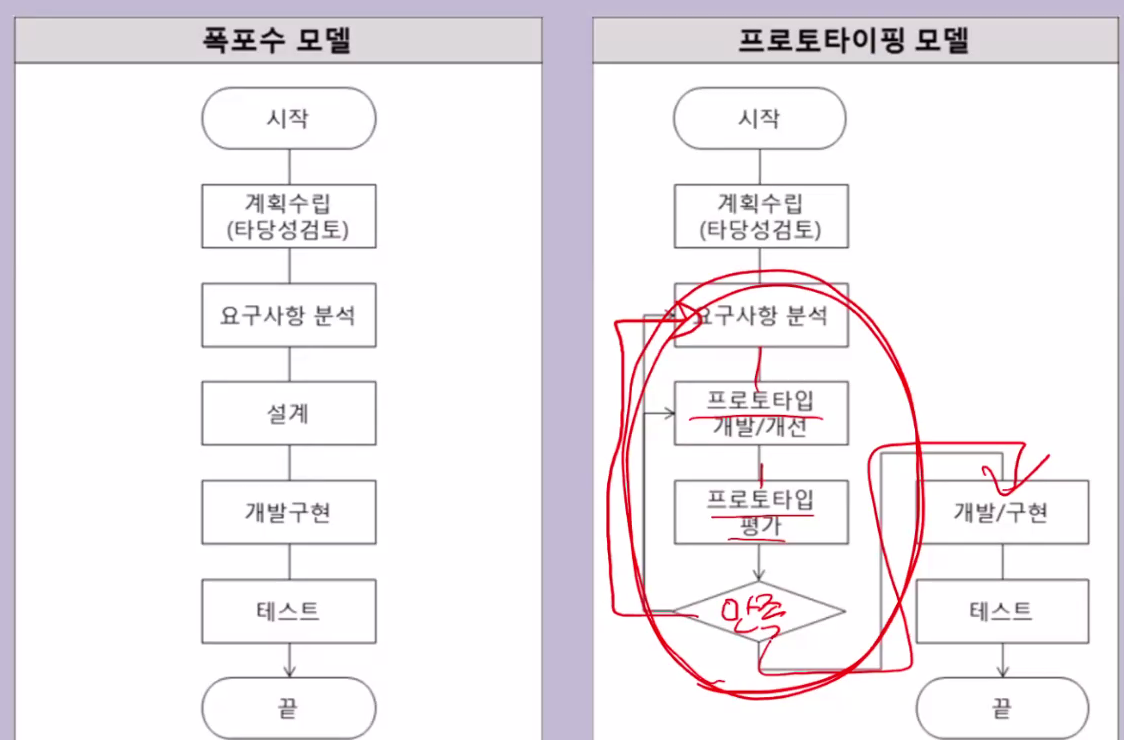 폭포수 모델
시작
계획수립
(타당성검토)
요구사항 분석
설계
개발구현
테스트
끝
프로토타이핑 모델
시작
계획수립
(타당성검토)
요구사항 분석
프로토타입
개발/개선
프로토타입
평가
만족
개발/구현
테스트
끝